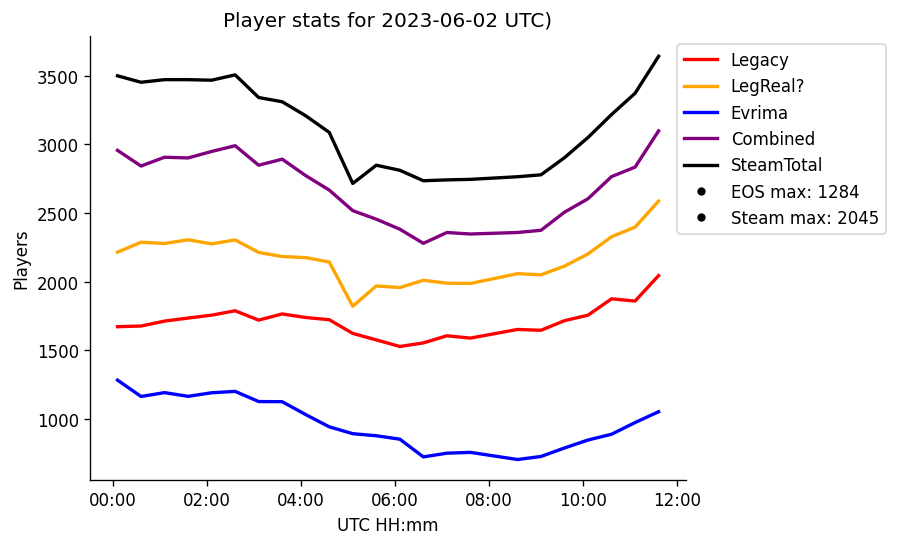 Player stats for 2023-06-02 UTC)
Legacy
LegReal?
Evrima
Combined
SteamTotal
EOS max: 1284
Steam max: 2045
Players
3500
3000
2500
2000
1500
1000
00:00 02:00 04:00 06:00 08:00 10:00 12:00
UTC HH:mm